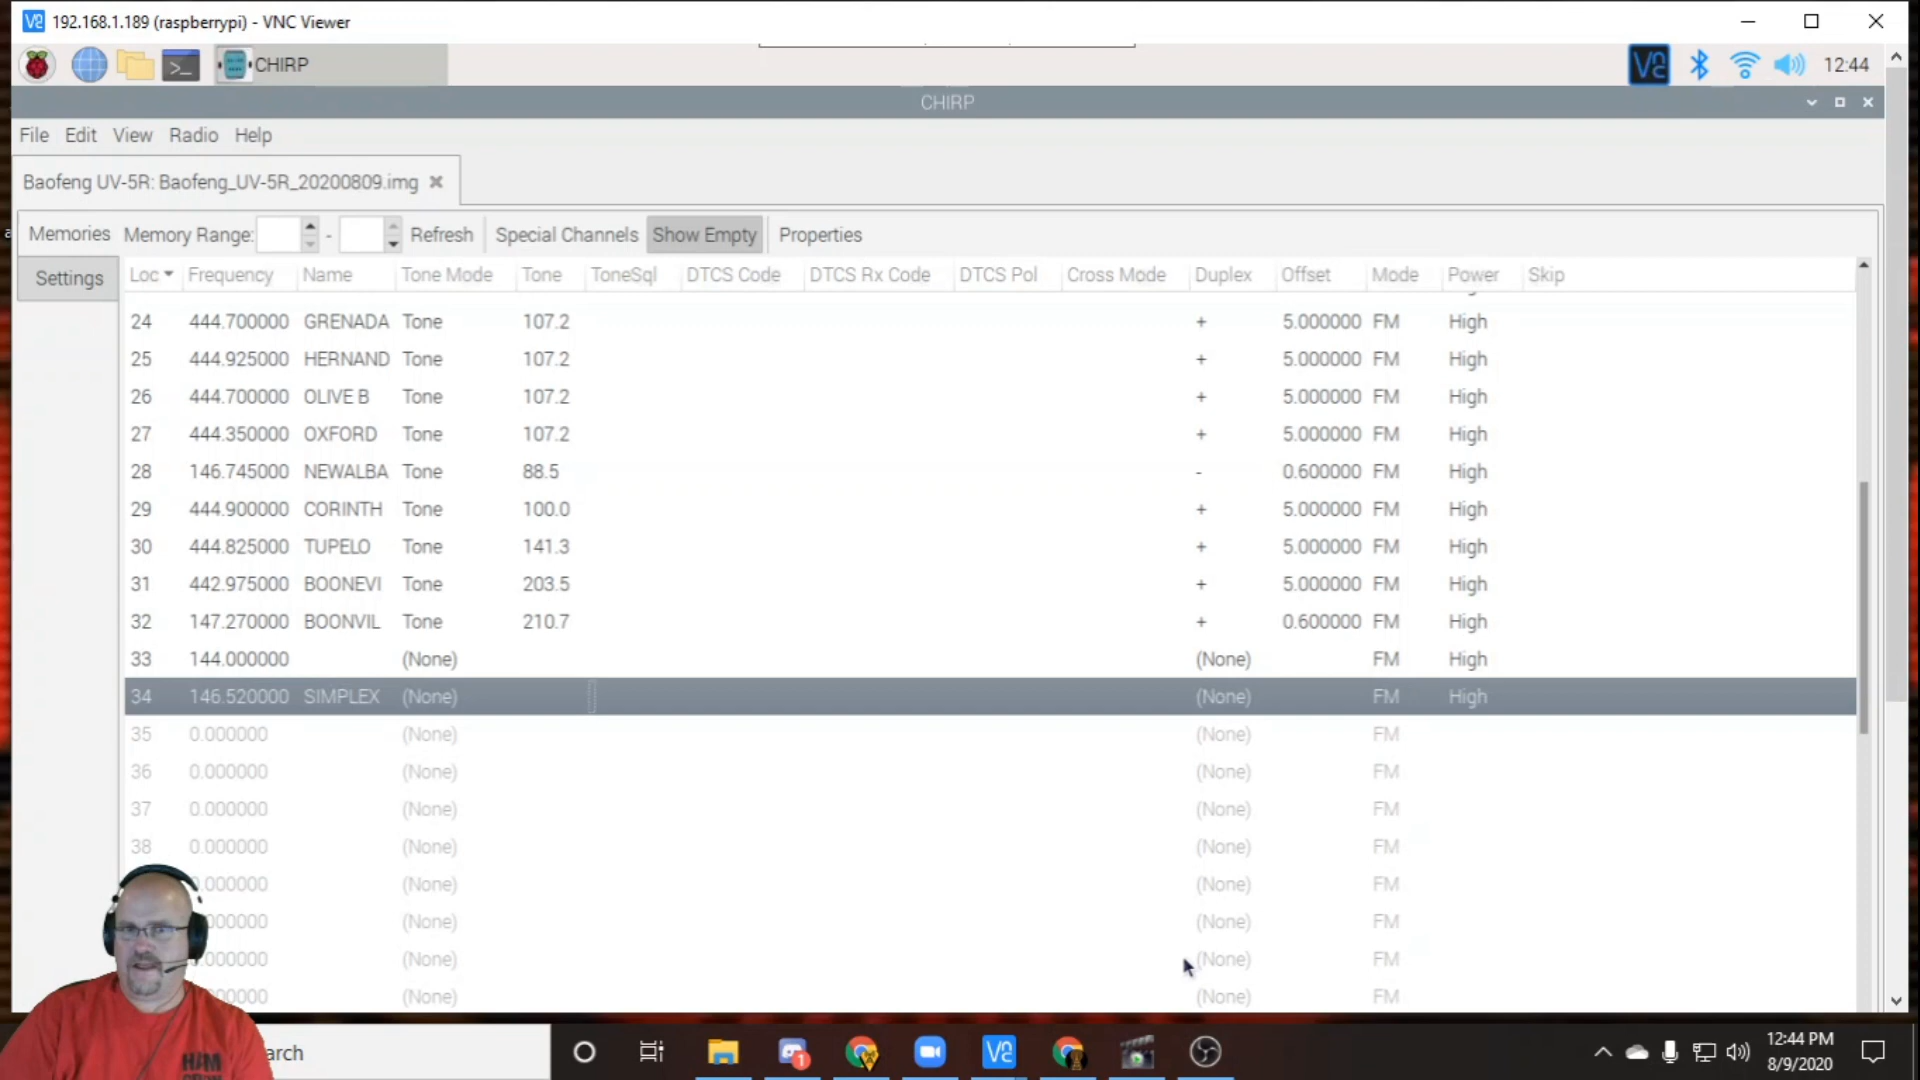 192.168.1.189 (raspberrypi) - VNC Viewer
CHIRP
12:44
CHIRP
File Edit View Radio Help
Baofeng UV-5R: Baofeng_UV-5R_20200809.img
Memories Memory Range: - Refresh Special Channels Show Empty Properties
Settings
Loc Frequency Name Tone Mode Tone ToneSql DTCS Code DTCS Rx Code DTCS Pol Cross Mode Duplex Offset Mode Power Skip
24 444.700000 GRENADA Tone 107.2 + 5.000000 FM High
25 444.925000 HERNAND Tone 107.2 + 5.000000 FM High
26 444.700000 OLIVE B Tone 107.2 + 5.000000 FM High
27 444.350000 OXFORD Tone 107.2 + 5.000000 FM High
28 146.745000 NEWALBA Tone 88.5 - 0.600000 FM High
29 444.900000 CORINTH Tone 100.0 + 5.000000 FM High
30 444.825000 TUPELO Tone 141.3 + 5.000000 FM High
31 442.975000 BOONEVI Tone 203.5 + 5.000000 FM High
32 147.270000 BOONVIL Tone 210.7 + 0.600000 FM High
33 144.000000 (None) (None) FM High
34 146.520000 SIMPLEX (None) (None) FM High
35 0.000000 (None) (None) FM
36 0.000000 (None) (None) FM
37 0.000000 (None) (None) FM
38 0.000000 (None) (None) FM
0.000000 (None) (None) FM
.000000 (None) (None) FM
.000000 (None) (None) FM
.000000 (None) (None) FM
HAM
arch
1
12:44 PM
8/9/2020